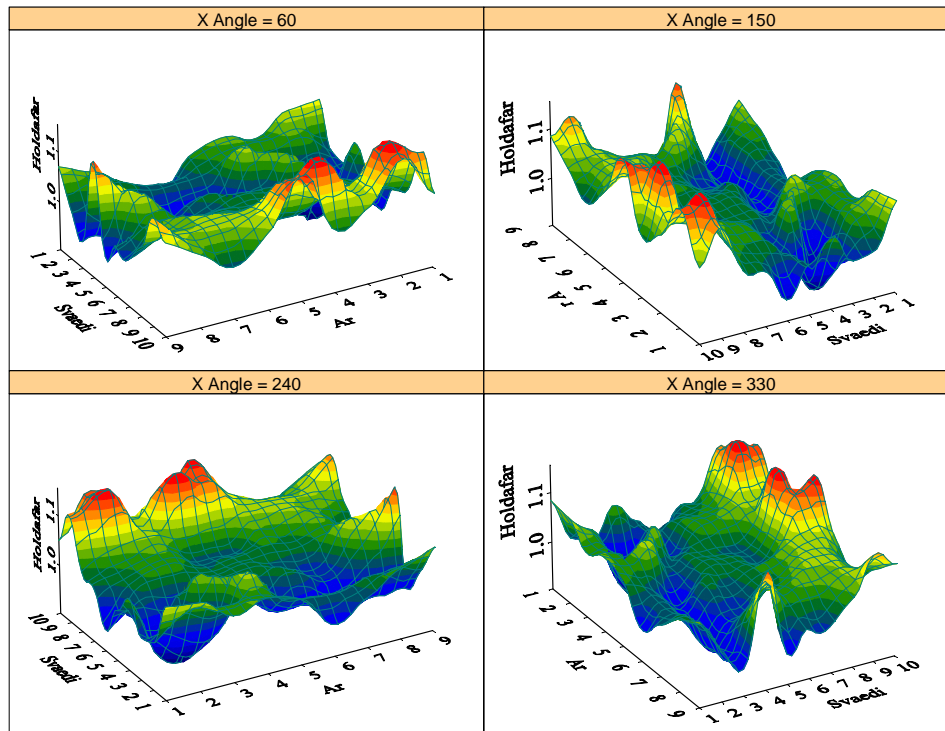 X Angle = 60
X Angle = 150
Holdafar
1.1
1.0
1 2 3 4 5 6 7 8 9 10
Svaedi
9 8 7 6 5 4 3 2 1
Ar
Holdafar
1.1
1.0
9 8 7 6 5 4 3 2 1
Ar
10 9 8 7 6 5 4 3 2 1
Svaedi
X Angle = 240
X Angle = 330
Holdafar
1.1
1.0
10 9 8 7 6 5 4 3 2 1
Svaedi
1 2 3 4 5 6 7 8 9
Ar
Holdafar
1.1
1.0
1 2 3 4 5 6 7 8 9
Ar
1 2 3 4 5 6 7 8 9 10
Svaedi